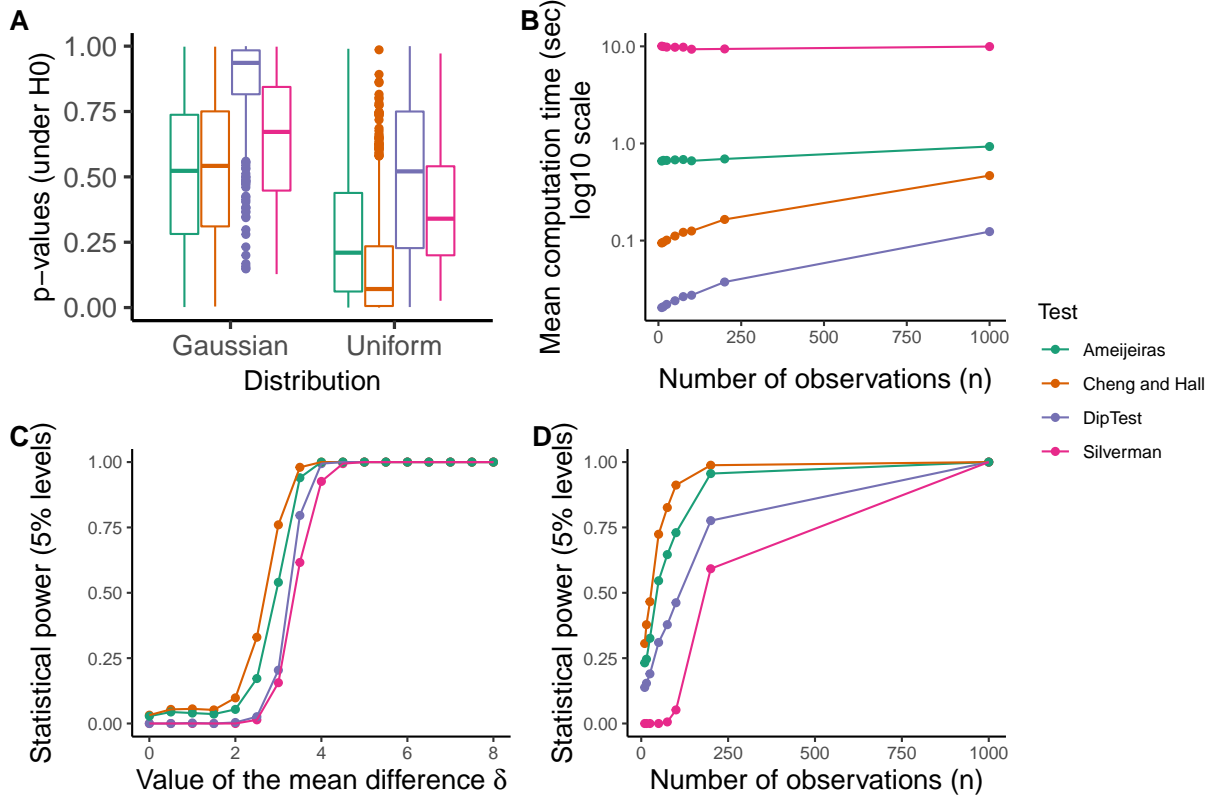 A
p−values (under H0)
1.00
0.75
0.50
0.25
0.00
Gaussian
Uniform
Distribution
B
Mean computation time (sec)
log10 scale
10.0
1.0
0.1
0
250
500
750
1000
Number of observations (n)
Test
Ameijeiras
Cheng and Hall
DipTest
Silverman
C
Statistical power (5% levels)
1.00
0.75
0.50
0.25
0.00
0
2
4
6
8
Value of the mean difference δ
D
Statistical power (5% levels)
1.00
0.75
0.50
0.25
0.00
0
250
500
750
1000
Number of observations (n)